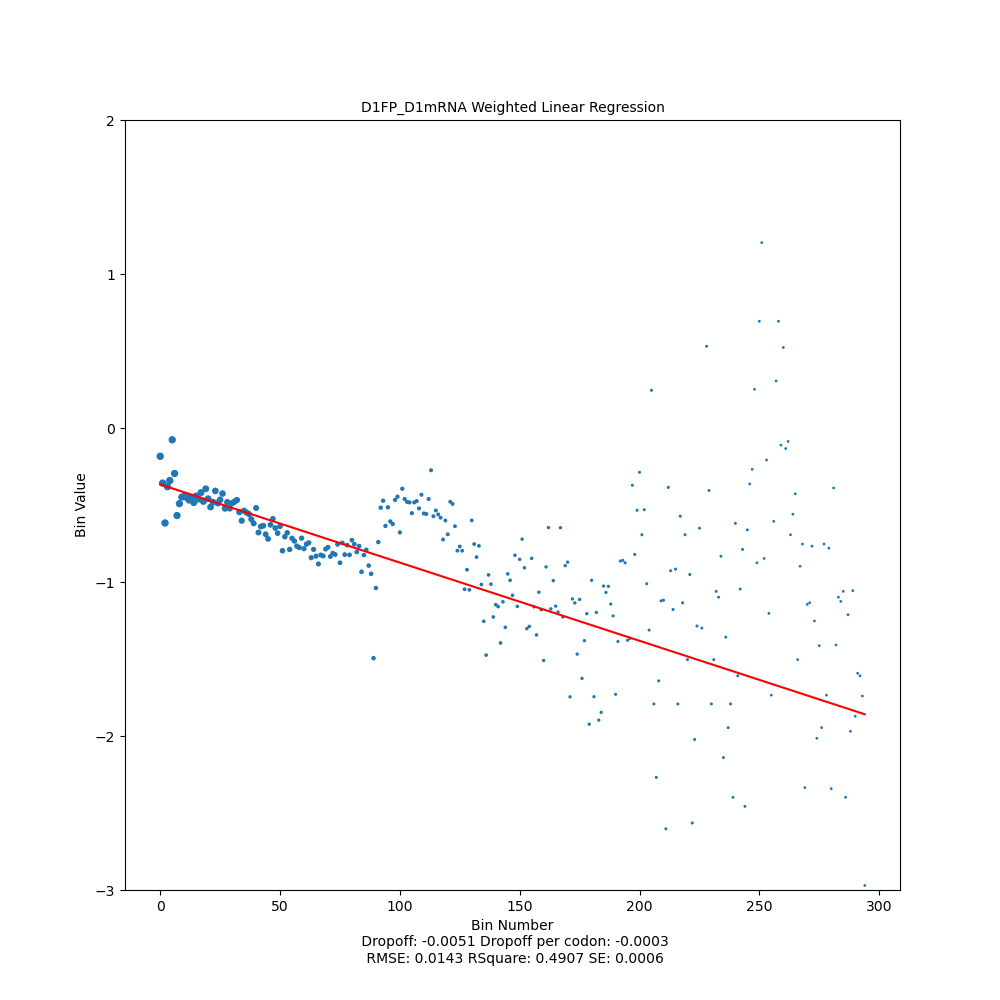 D1FP_D1mRNA Weighted Linear Regression
2
1
0
−1
−2
−3
Bin Value
0 50 100 150 200 250 300
Bin Number
Dropoff: -0.0051 Dropoff per codon: -0.0003
RMSE: 0.0143 RSquare: 0.4907 SE: 0.0006